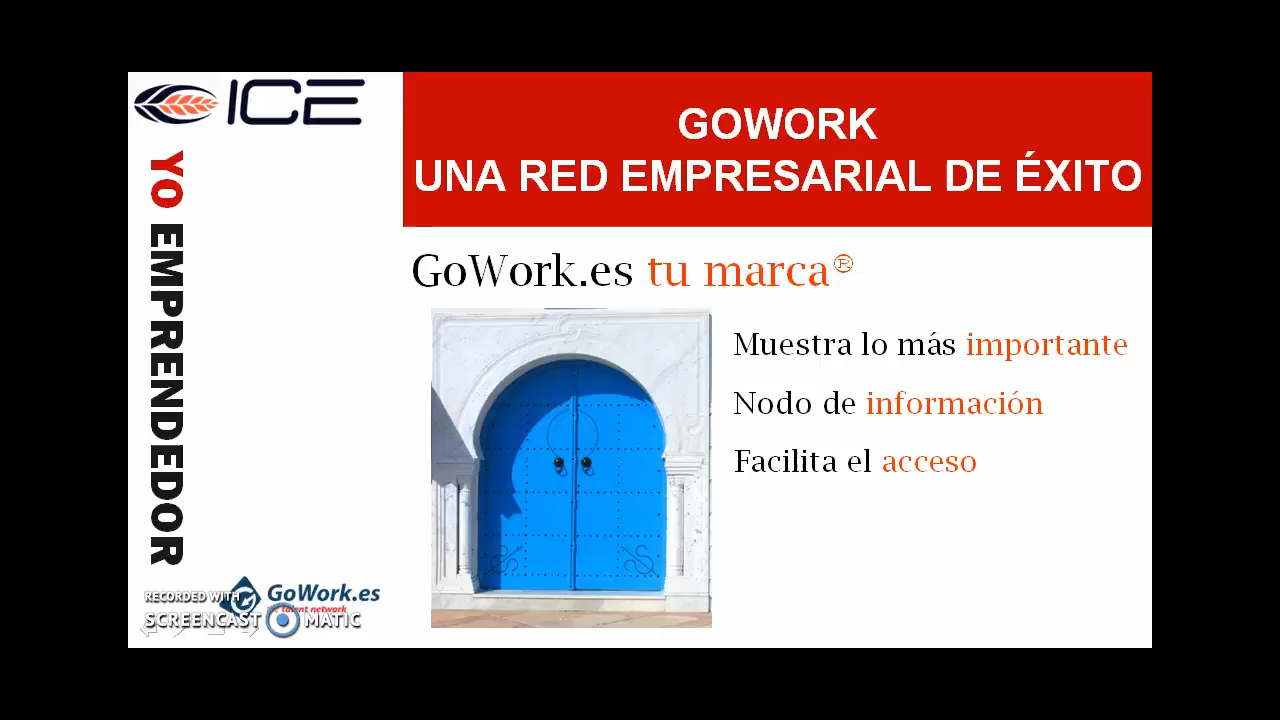 ICE
GOWORK
UNA RED EMPRESARIAL DE ÉXITO
YO EMPRENDEDOR
GoWork.es tu marca®
Muestra lo más importante
Nodo de información
Facilita el acceso
GoWork.es
talent network
RECORDED WITH
SCREENCAST MATIC